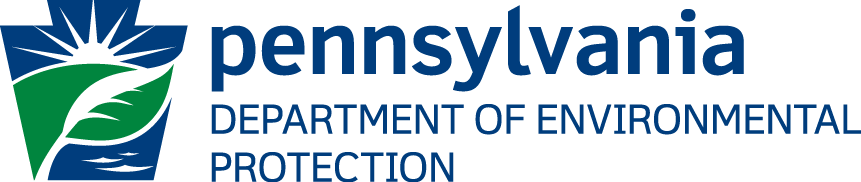 pennsylvania
DEPARTMENT OF ENVIRONMENTAL
PROTECTION